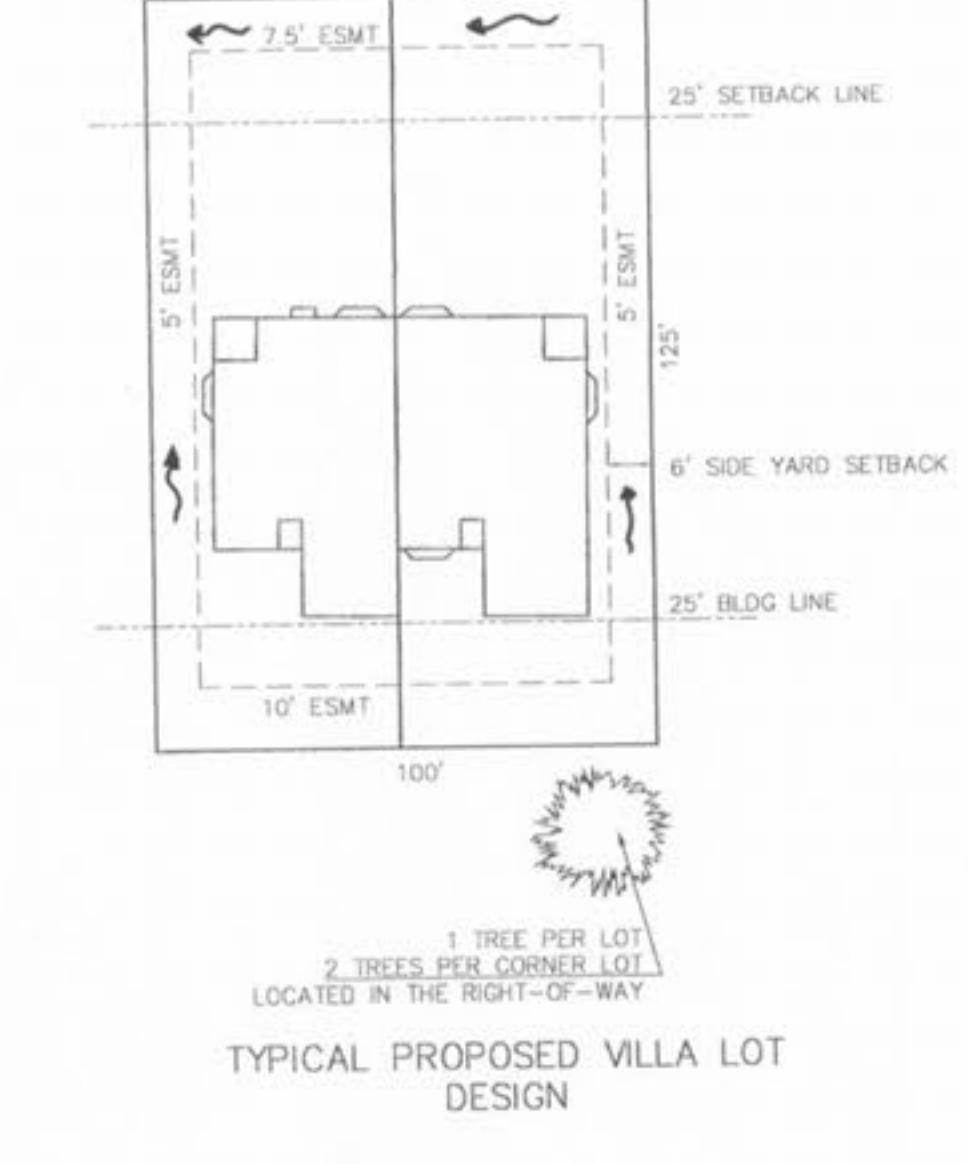 7.5' ESMT
25' SETBACK LINE
5' ESMT
5' ESMT
125'
6' SIDE YARD SETBACK
25' BLDG LINE
10' ESMT
100'
1 TREE PER LOT
2 TREES PER CORNER LOT
LOCATED IN THE RIGHT-OF-WAY
TYPICAL PROPOSED VILLA LOT
DESIGN